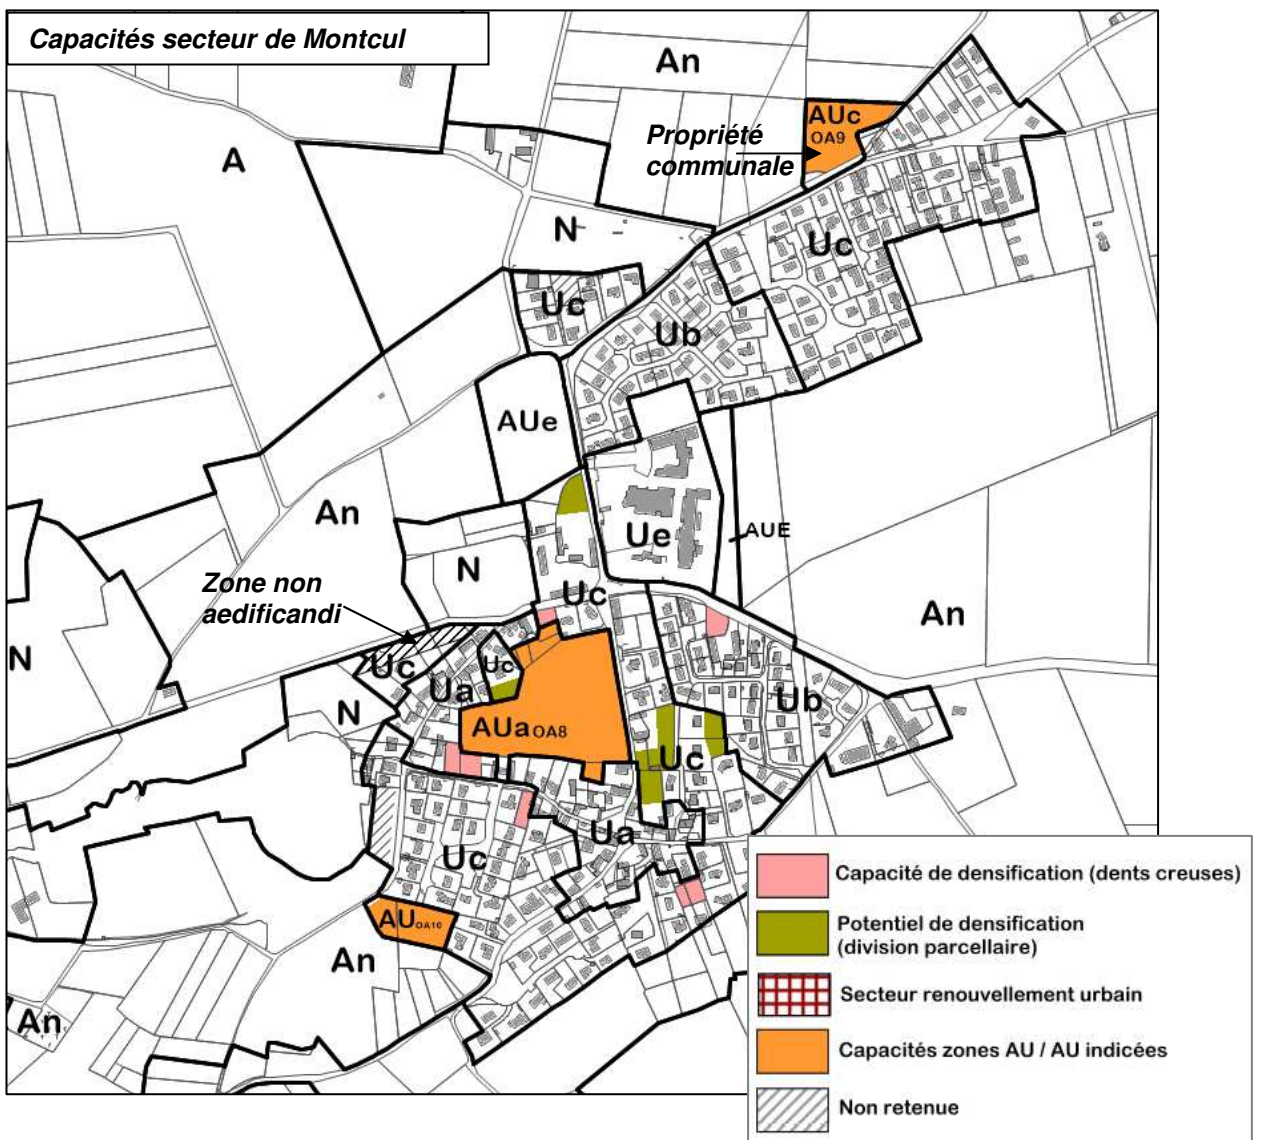 Capacités secteur de Montcul
An
AUc
OA9
Propriété
communale
A
N
Uc
Uc
Ub
AUe
An
Ue
AUE
N
Zone non
aedificandi
Uc
An
N
Uc
Uc
Ua
Ub
N
AUa OA8
Uc
Ua
Uc
AU OA10
An
An
Capacité de densification (dents creuses)
Potentiel de densification
(division parcellaire)
Secteur renouvellement urbain
Capacités zones AU / AU indicées
Non retenue